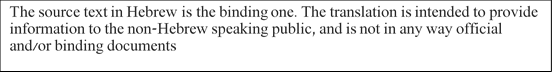 The source text in Hebrew is the binding one. The translation is intended to provide
information to the non-Hebrew speaking public, and is not in any way official
and/or binding documents